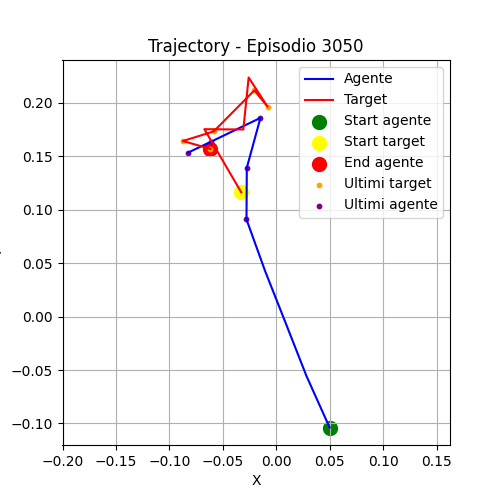 Trajectory - Episodio 3050
Agente
Target
Start agente
Start target
End agente
Ultimi target
Ultimi agente
0.20
0.15
0.10
0.05
0.00
−0.05
−0.10
−0.20
−0.15
−0.10
−0.05
0.00
0.05
0.10
0.15
X